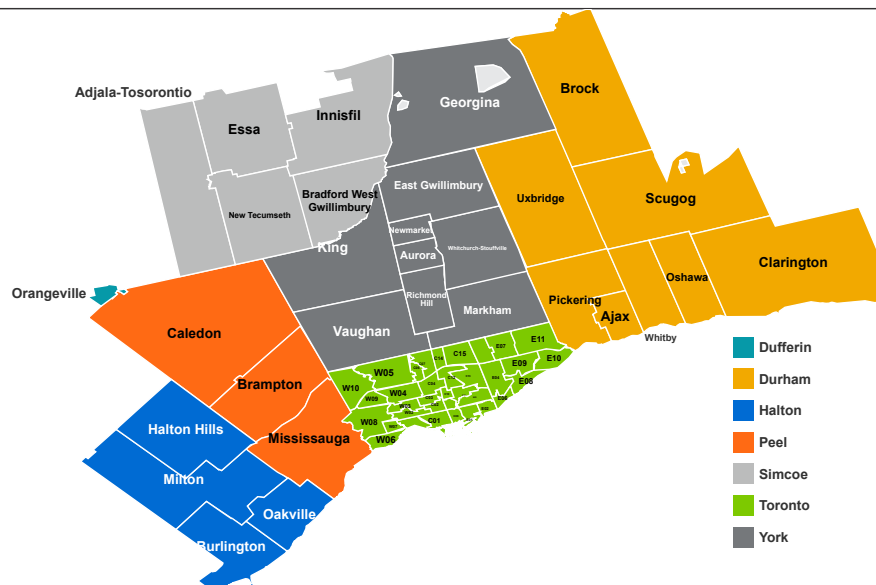 Brock
Adjala-Tosorontio
Georgina
Innisfil
Essa
East Gwillimbury
Uxbridge
Scugog
Bradford West
Gwillimbury
New Tecumseth
Newmarket
King
Whitchurch-Stouffville
Aurora
Clarington
Oshawa
Orangeville
Richmond
Hill
Pickering
Markham
Ajax
Caledon
Vaughan
Whitby
E11
E07
C15
C14
E10
E09
W05
E08
W10
W04
W09
Brampton
W08
C01
W06
Halton Hills
Mississauga
Milton
Oakville
Burlington
Dufferin
Durham
Halton
Peel
Simcoe
Toronto
York